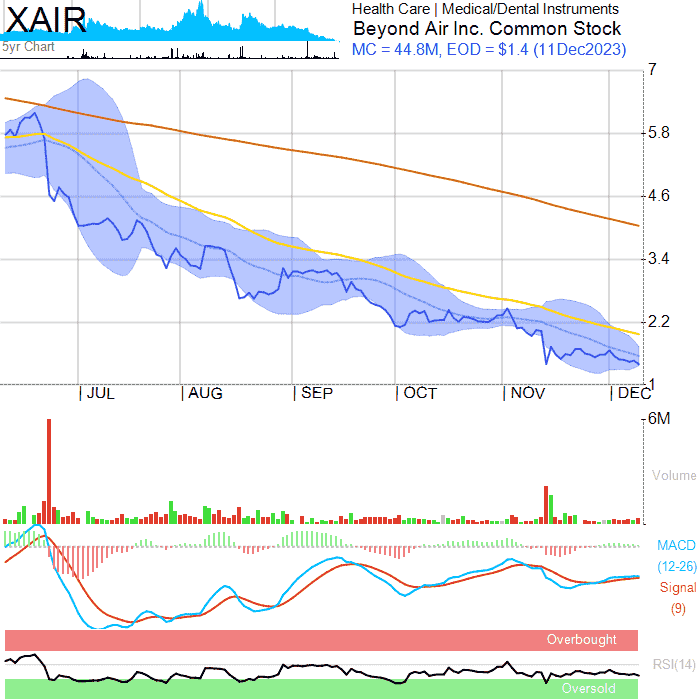 XAIR
5yr Chart
Health Care | Medical/Dental Instruments
Beyond Air Inc. Common Stock
MC = 44.8M, EOD = $1.4 (11Dec2023)
7
5.8
4.6
3.4
2.2
1
JUL AUG SEP OCT NOV DEC
6M
Volume
MACD
(12-26)
Signal
(9)
Overbought
RSI(14)
Oversold